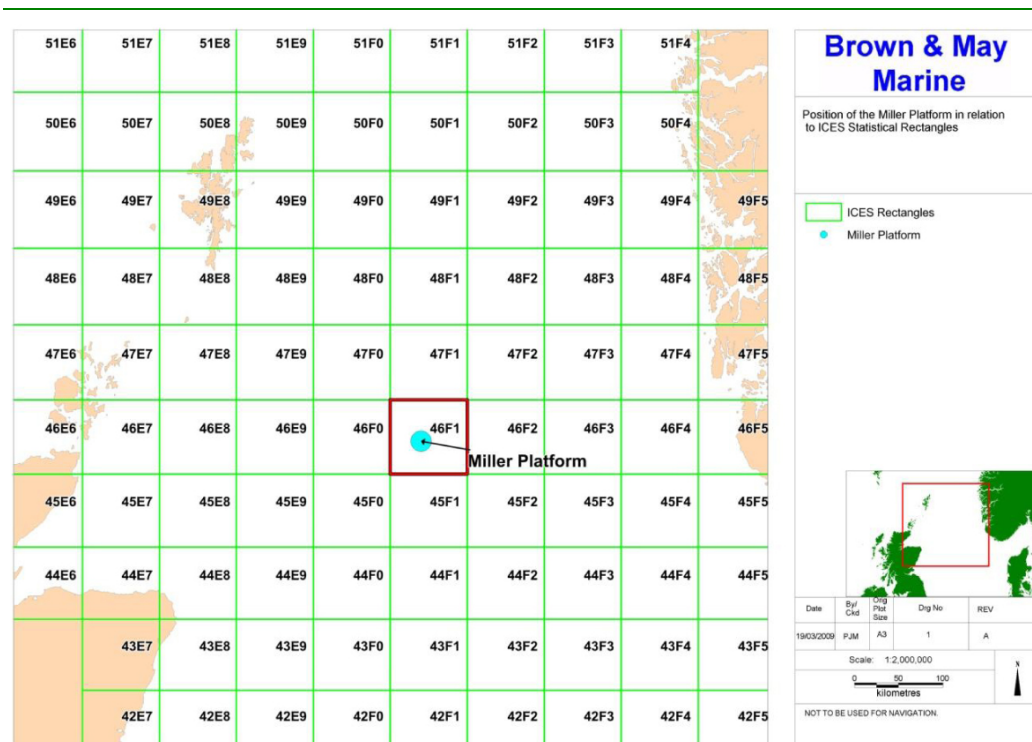 51E6 51E7 51E8 51E9 51F0 51F1 51F2 51F3 51F4
50E6 50E7 50E8 50E9 50F0 50F1 50F2 50F3 50F4
49E6 49E7 49E8 49E9 49F0 49F1 49F2 49F3 49F4 49F5
48E6 48E7 48E8 48E9 48F0 48F1 48F2 48F3 48F4 48F5
47E6 47E7 47E8 47E9 47F0 47F1 47F2 47F3 47F4 47F5
46E6 46E7 46E8 46E9 46F0 46F1 46F2 46F3 46F4 46F5
Miller Platform
45E6 45E7 45E8 45E9 45F0 45F1 45F2 45F3 45F4 45F5
44E6 44E7 44E8 44E9 44F0 44F1 44F2 44F3 44F4 44F5
43E7 43E8 43E9 43F0 43F1 43F2 43F3 43F4 43F5
42E7 42E8 42E9 42F0 42F1 42F2 42F3 42F4 42F5
Brown & May
Marine
Position of the Miller Platform in relation
to ICES Statistical Rectangles
ICES Rectangles
Miller Platform
Date By/ Ckd Orig Plot Size Drg No REV
19/03/2009 PJM A3 1 A
Scale: 1:2,000,000
0 50 100
kilometres
N
NOT TO BE USED FOR NAVIGATION.